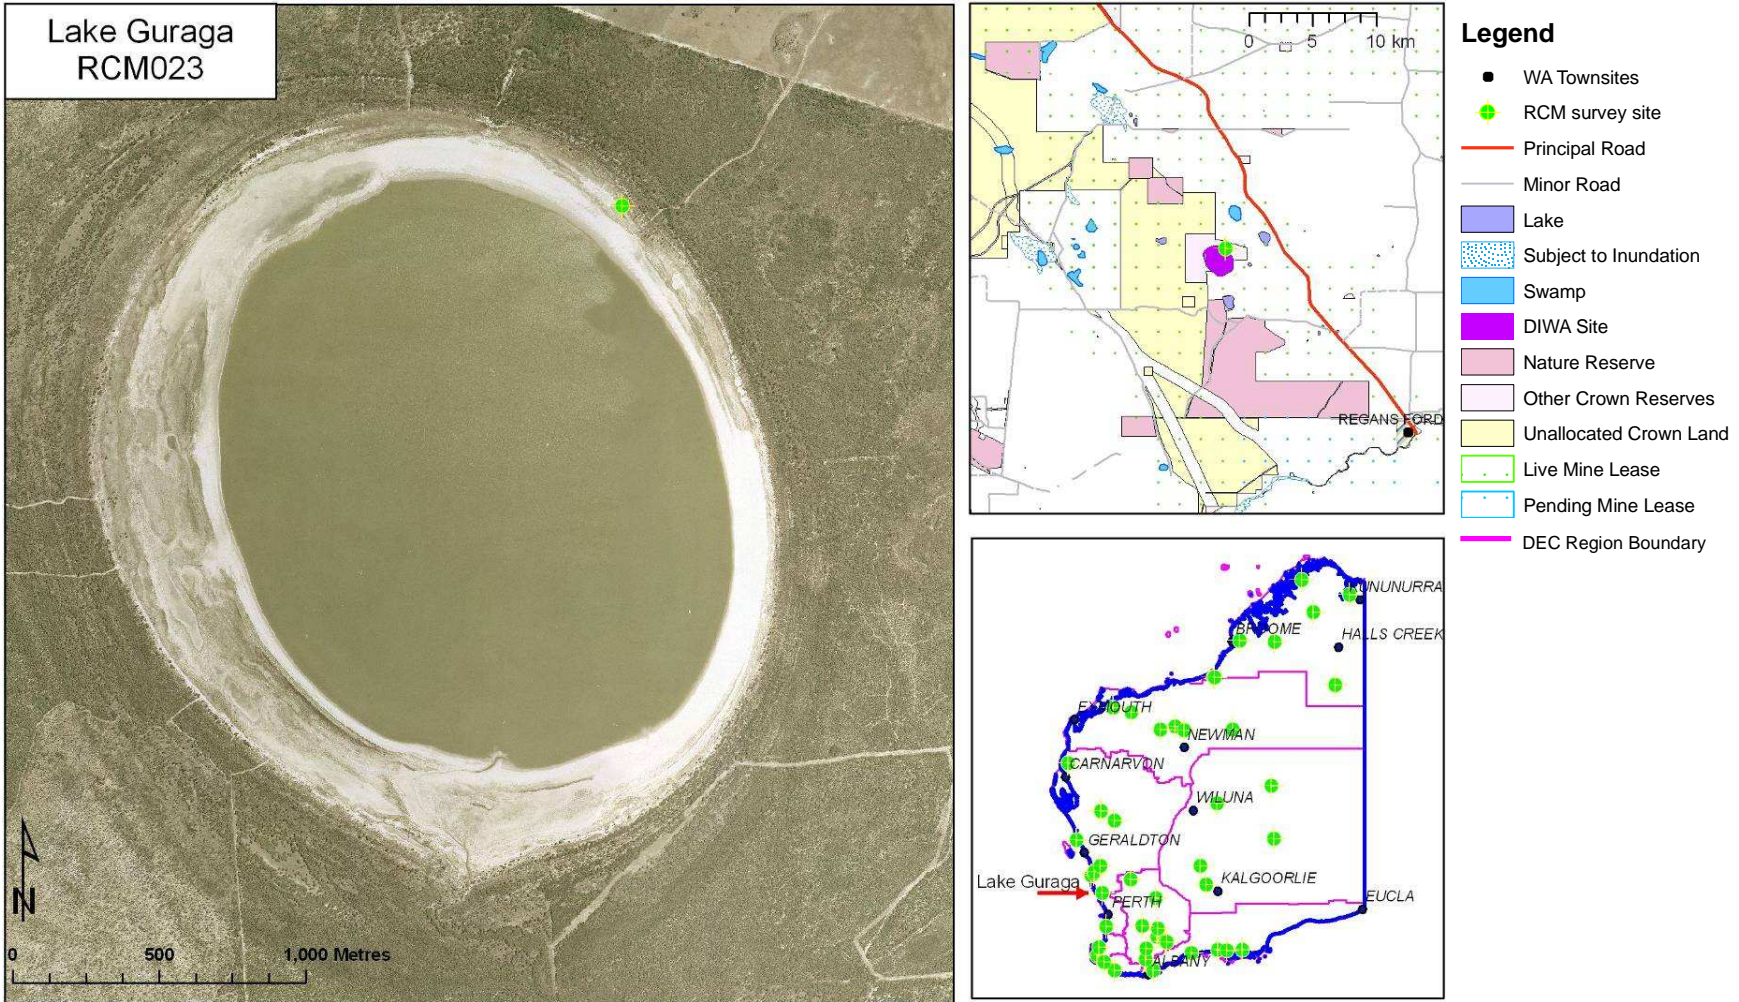 Lake Guraga
RCM023
N
0 500 1,000 Metres
0 5 10 km
REGANS FORD
Legend
WA Townsites
RCM survey site
Principal Road
Minor Road
Lake
Subject to Inundation
Swamp
DIWA Site
Nature Reserve
Other Crown Reserves
Unallocated Crown Land
Live Mine Lease
Pending Mine Lease
DEC Region Boundary
KUNUNURRA
BROOME
HALLS CREEK
EXMOUTH
NEWMAN
CARNARVON
WILUNA
GERALDTON
Lake Guraga
KALGOORLIE
PERTH
EUCLA
ALBANY